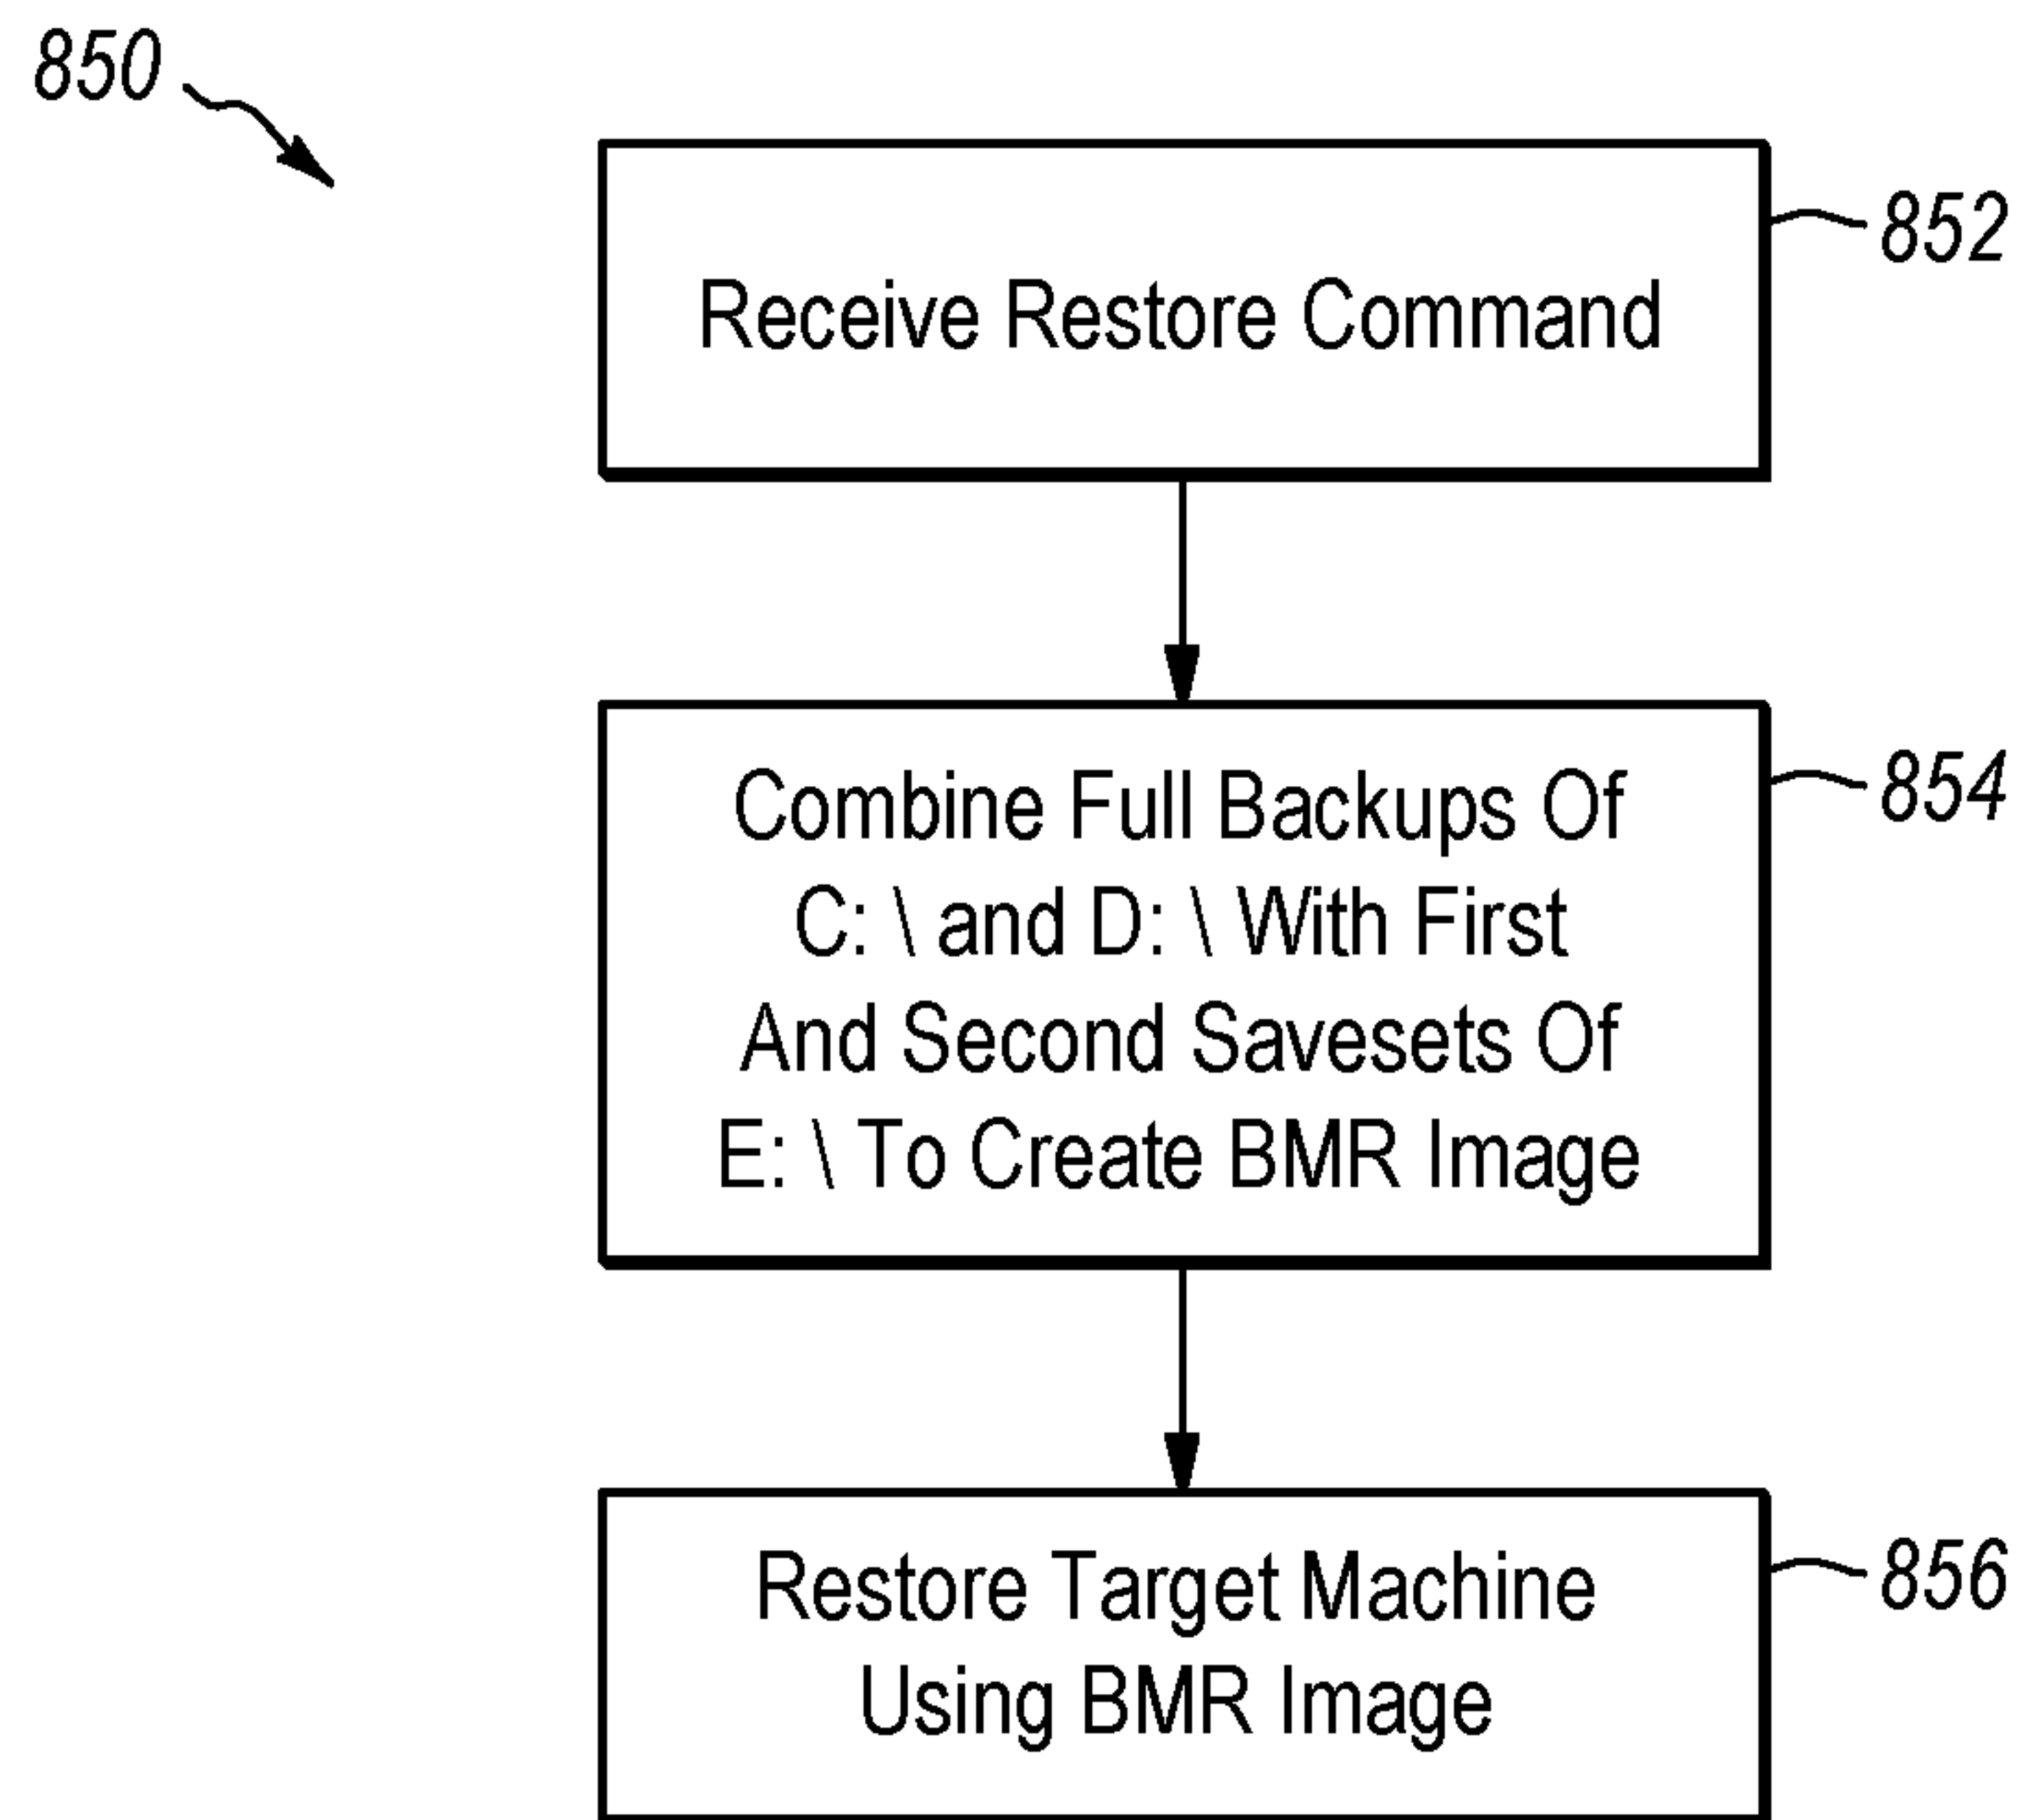 850
852
Receive Restore Command
854
Combine Full Backups Of
C: \ and D: \ With First
And Second Savesets Of
E: \ To Create BMR Image
856
Restore Target Machine
Using BMR Image